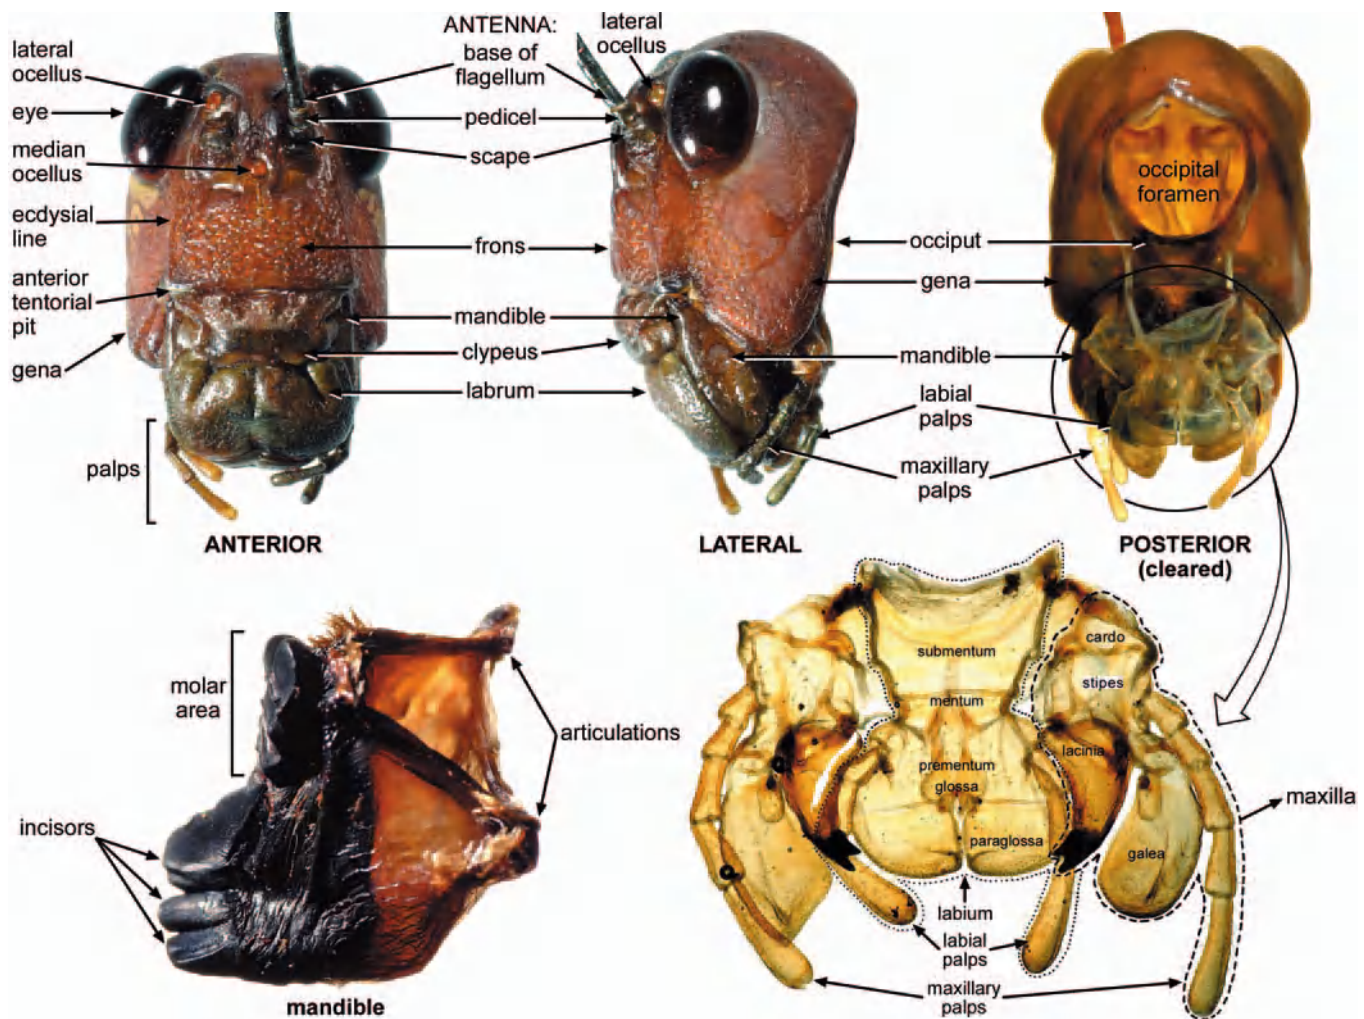 ANTENNA:
base of
flagellum
lateral
ocellus
lateral
ocellus
eye
pedicel
scape
median
ocellus
ecdysial
line
frons
anterior
tentorial
pit
mandible
clypeus
gena
labrum
palps
occipital
foramen
occiput
gena
mandible
labial
palps
maxillary
palps
ANTERIOR
LATERAL
POSTERIOR
(cleared)
molar
area
articulations
incisors
mandible
submentum
cardo
stipes
mentum
lacinia
prementum
glossa
paraglossa
galea
maxilla
labium
labial
palps
maxillary
palps